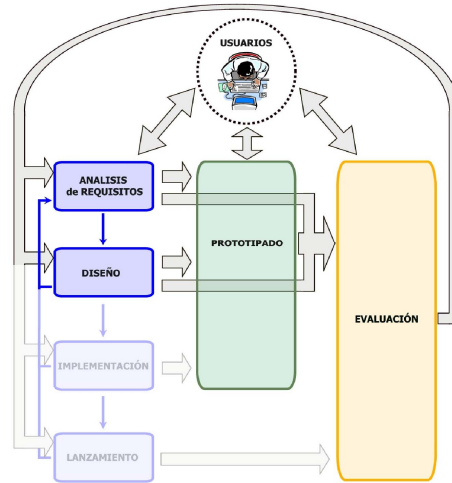 USUARIOS
ANALISIS
de REQUISITOS
PROTOTIPADO
DISEÑO
EVALUACIÓN
IMPLEMENTACIÓN
LANZAMIENTO